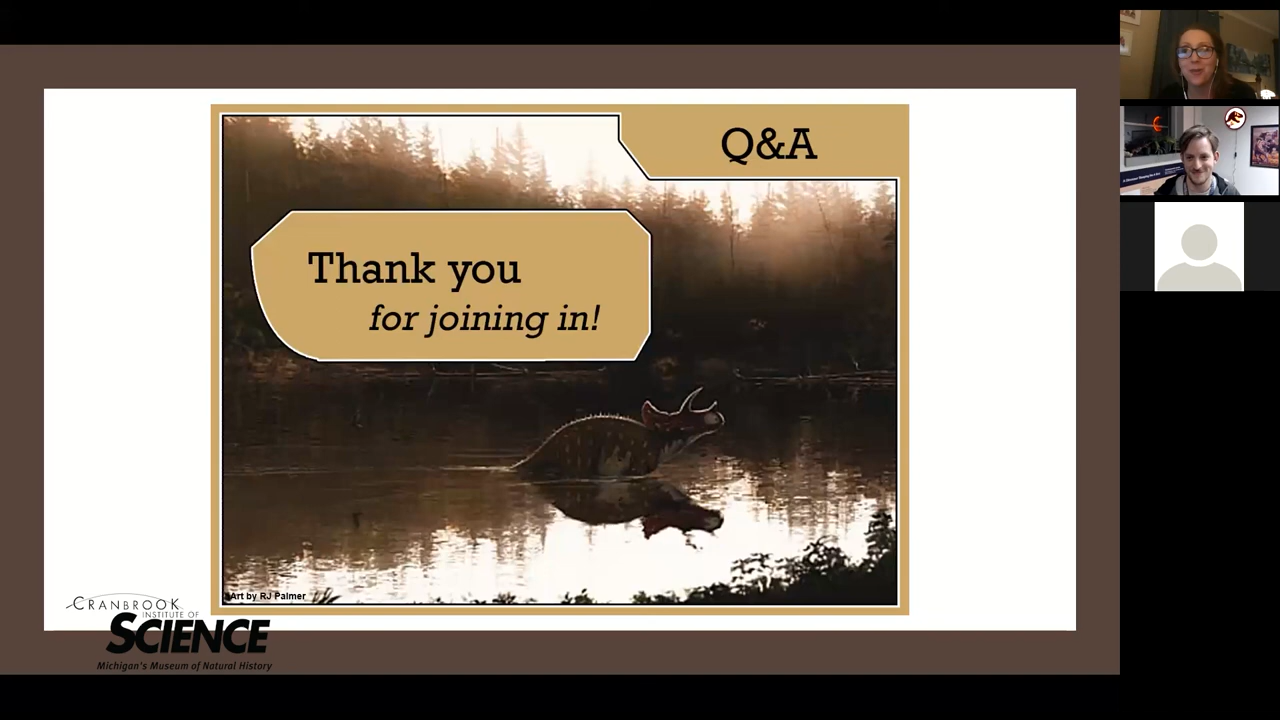 Q&A
Thank you
for joining in!
Art by RJ Palmer
CRANBROOK
INSTITUTE OF
SCIENCE
Michigan's Museum of Natural History